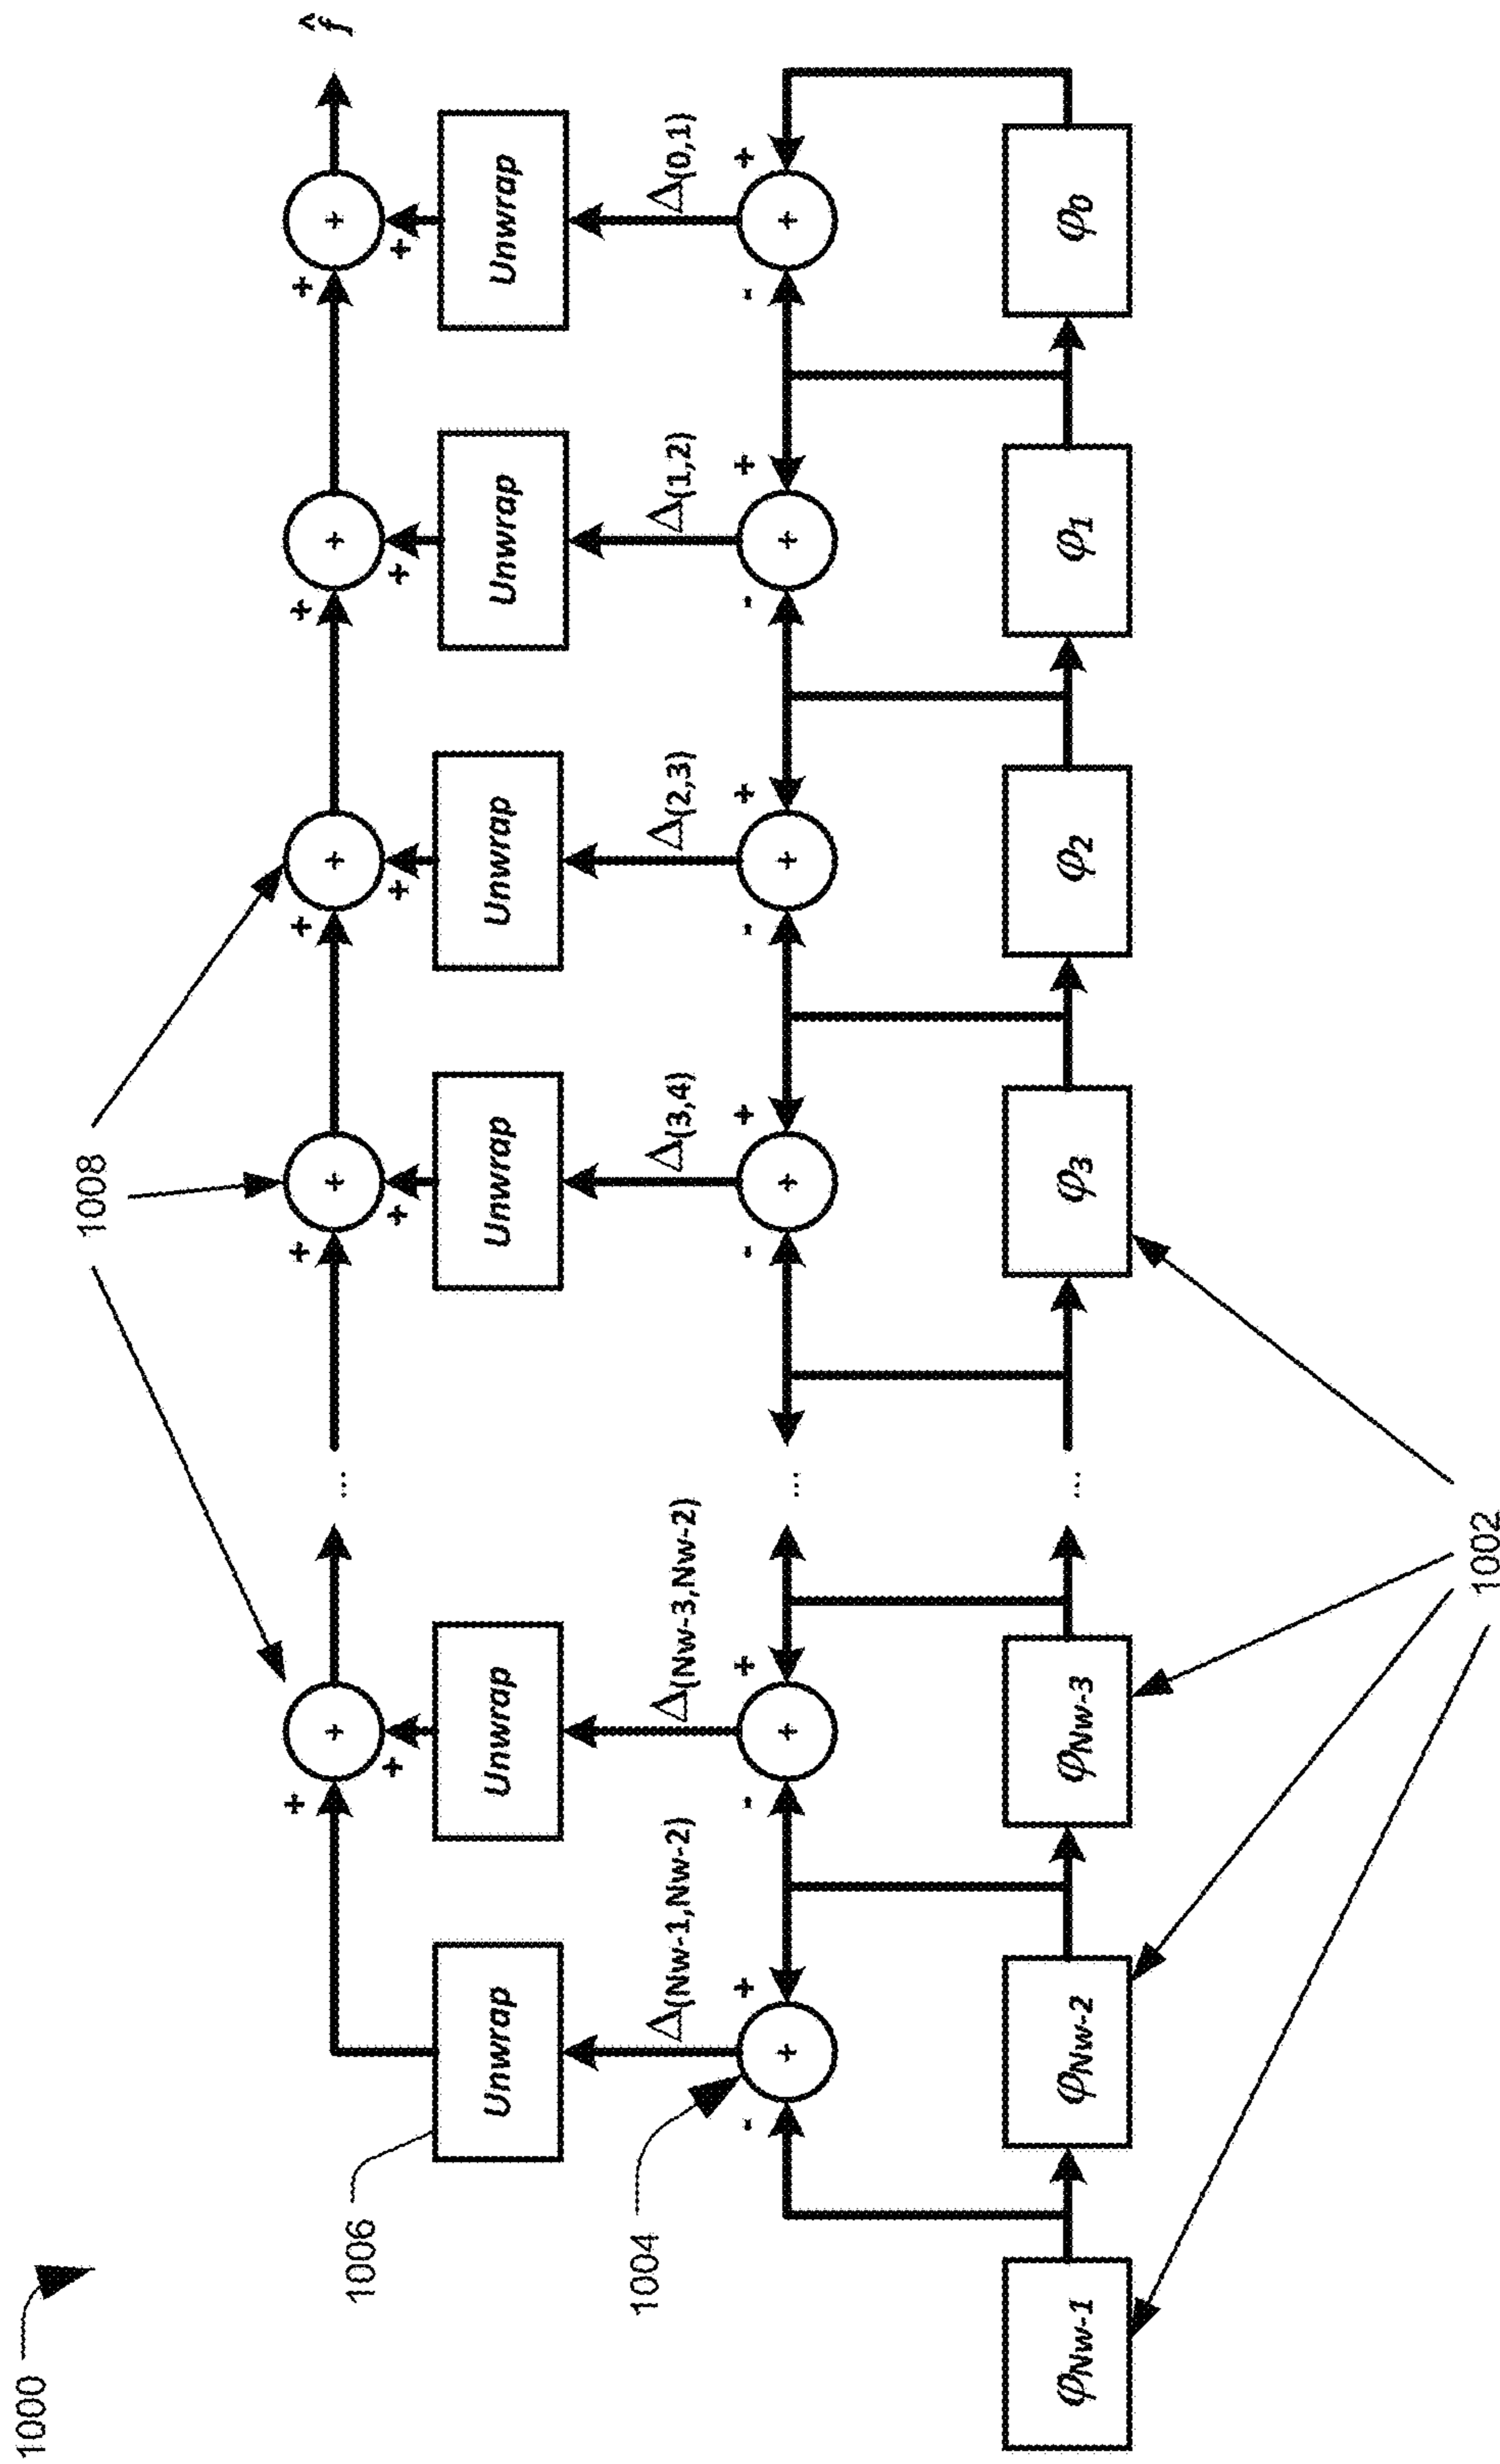 1000
1008
f̂
+ + + + +
+ + + + +
+ + + + +
1006
Unwrap Unwrap Unwrap Unwrap Unwrap Unwrap
...
Δ(Nw-1,Nw-2) Δ(Nw-3,Nw-2) Δ(3,4) Δ(2,3) Δ(1,2) Δ(0,1)
1004
- + - + - + - + - + - +
+ + + + + +
...
φNw-1 φNw-2 φNw-3 ... φ3 φ2 φ1 φ0
1002